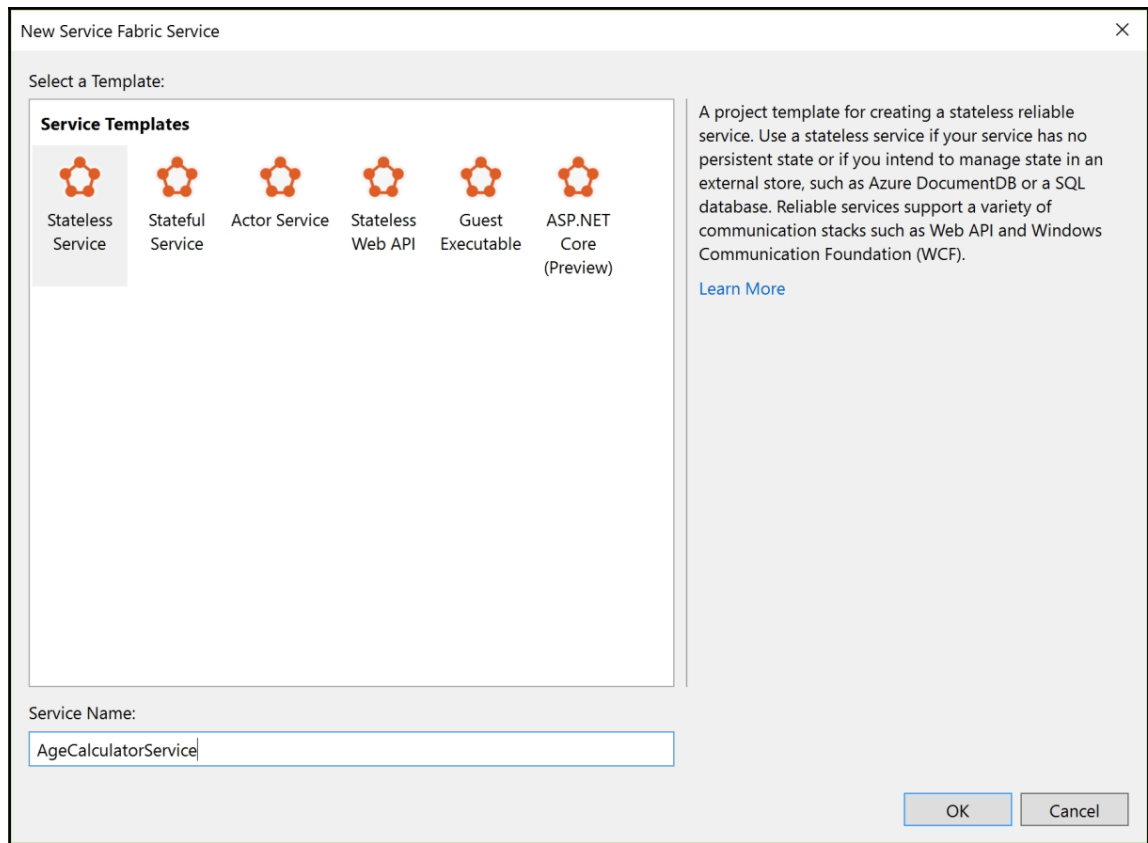 New Service Fabric Service
Select a Template:
Service Templates
Stateless
Service
Stateful
Service
Actor Service
Stateless
Web API
Guest
Executable
ASP.NET
Core
(Preview)
A project template for creating a stateless reliable
service. Use a stateless service if your service has no
persistent state or if you intend to manage state in an
external store, such as Azure DocumentDB or a SQL
database. Reliable services support a variety of
communication stacks such as Web API and Windows
Communication Foundation (WCF).
Learn More
Service Name:
AgeCalculatorService
OK
Cancel